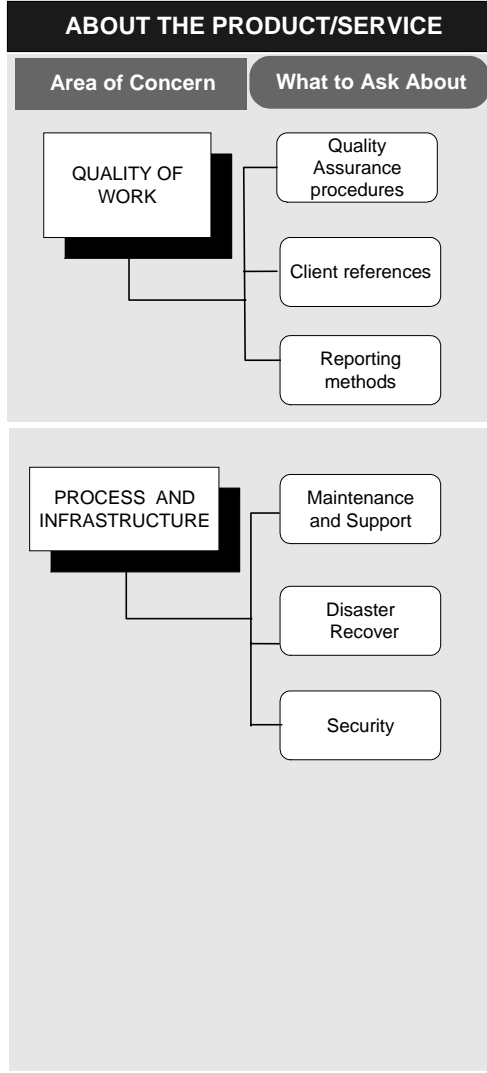 ABOUT THE PRODUCT/SERVICE
Area of Concern
What to Ask About
QUALITY OF
WORK
Quality
Assurance
procedures
Client references
Reporting
methods
PROCESS AND
INFRASTRUCTURE
Maintenance
and Support
Disaster
Recover
Security